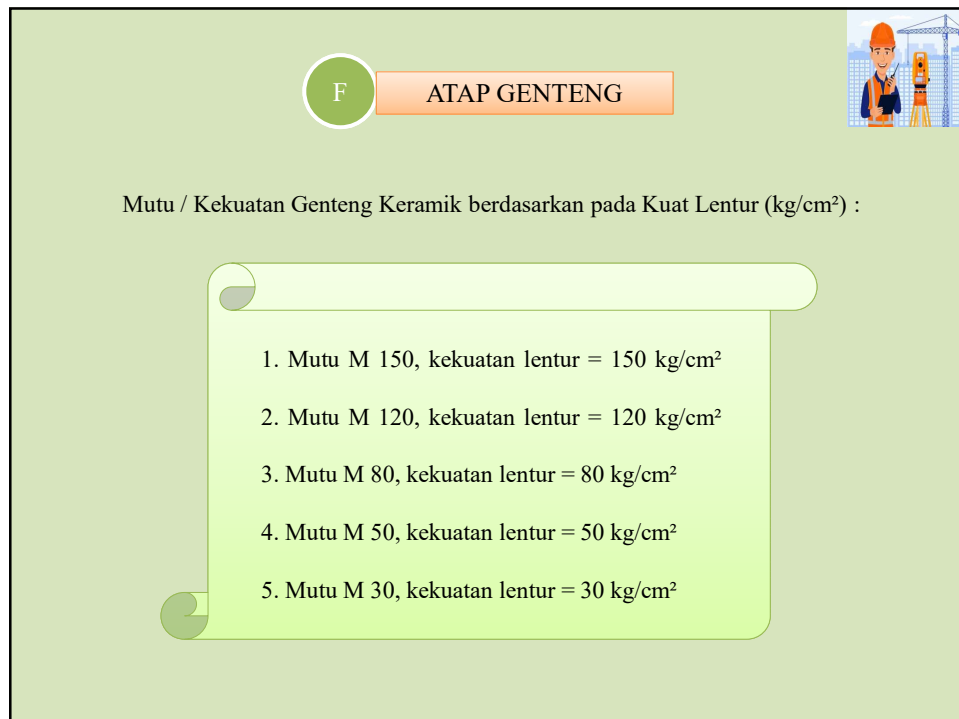 F
ATAP GENTENG
Mutu / Kekuatan Genteng Keramik berdasarkan pada Kuat Lentur (kg/cm²) :
1. Mutu M 150, kekuatan lentur = 150 kg/cm²
2. Mutu M 120, kekuatan lentur = 120 kg/cm²
3. Mutu M 80, kekuatan lentur = 80 kg/cm²
4. Mutu M 50, kekuatan lentur = 50 kg/cm²
5. Mutu M 30, kekuatan lentur = 30 kg/cm²